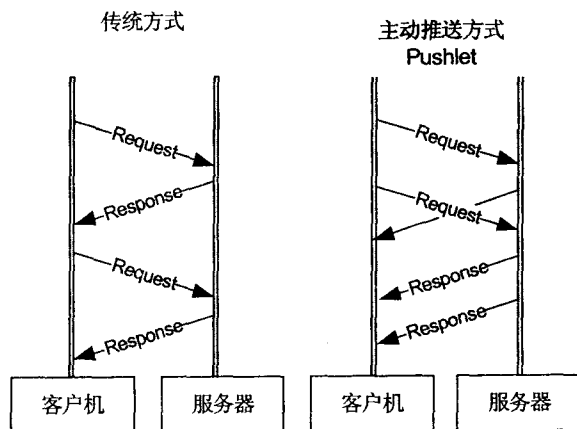 传统方式
Request
Response
Request
Response
客户机
服务器
主动推送方式
Pushlet
Request
Request
Response
Response
客户机
服务器